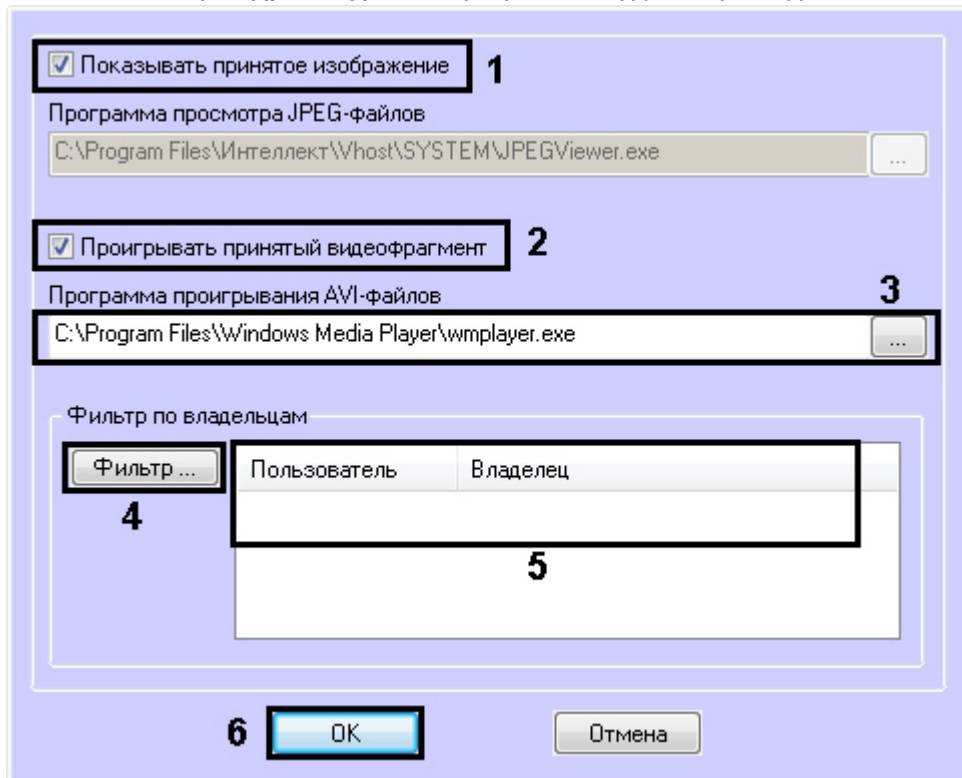 Показывать принятое изображение
1
Программа просмотра JPEG-файлов
C:\Program Files\Интеллект\Vhost\SYSTEM\JPEGViewer.exe
...
Проигрывать принятый видеофрагмент
2
Программа проигрывания AVI-файлов
3
C:\Program Files\Windows Media Player\wmplayer.exe
...
Фильтр по владельцам
Фильтр ...
Пользователь Владелец
4
5
6
OK
Отмена